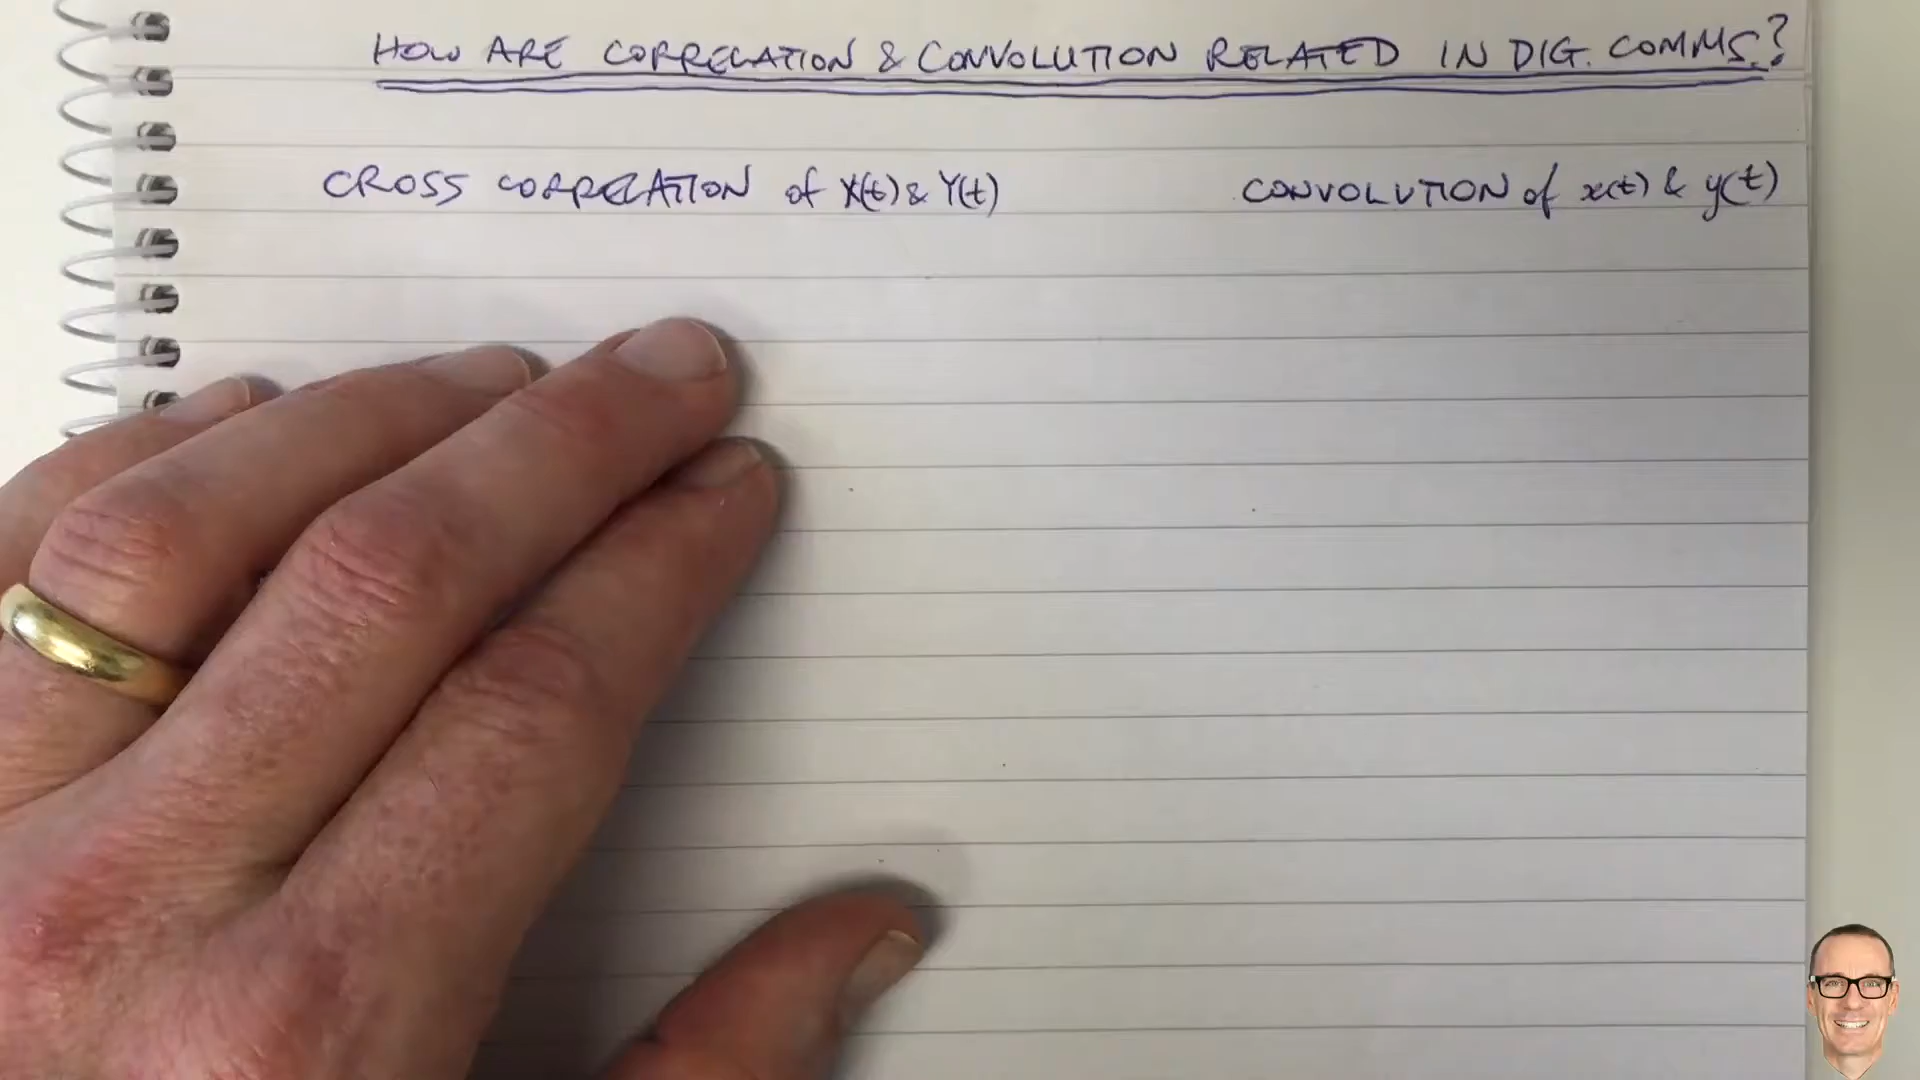 HOW ARE CORRELATION & CONVOLUTION RELATED IN DIG. COMMS.?
CROSS CORRELATION of X(t) & Y(t)
CONVOLUTION of x(t) & y(t)